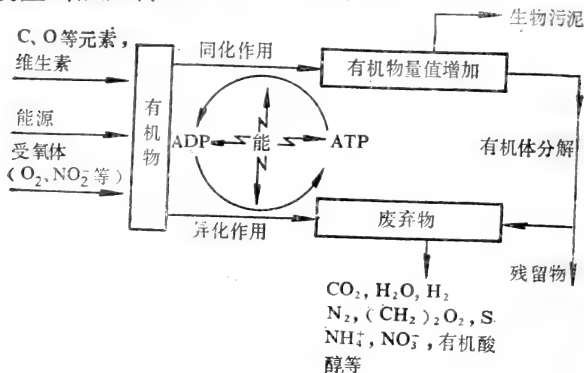 生物污泥
C、O等元素，
维生素
同化作用
有机物量值增加
能源
有机物
ADP
能
ATP
有机体分解
受氧体
（O₂、NO₂⁻等）
异化作用
废弃物
残留物
CO₂，H₂O，H₂
N₂，(CH₂)₂O₂，S
NH₄⁺，NO₃⁻，有机酸
醇等